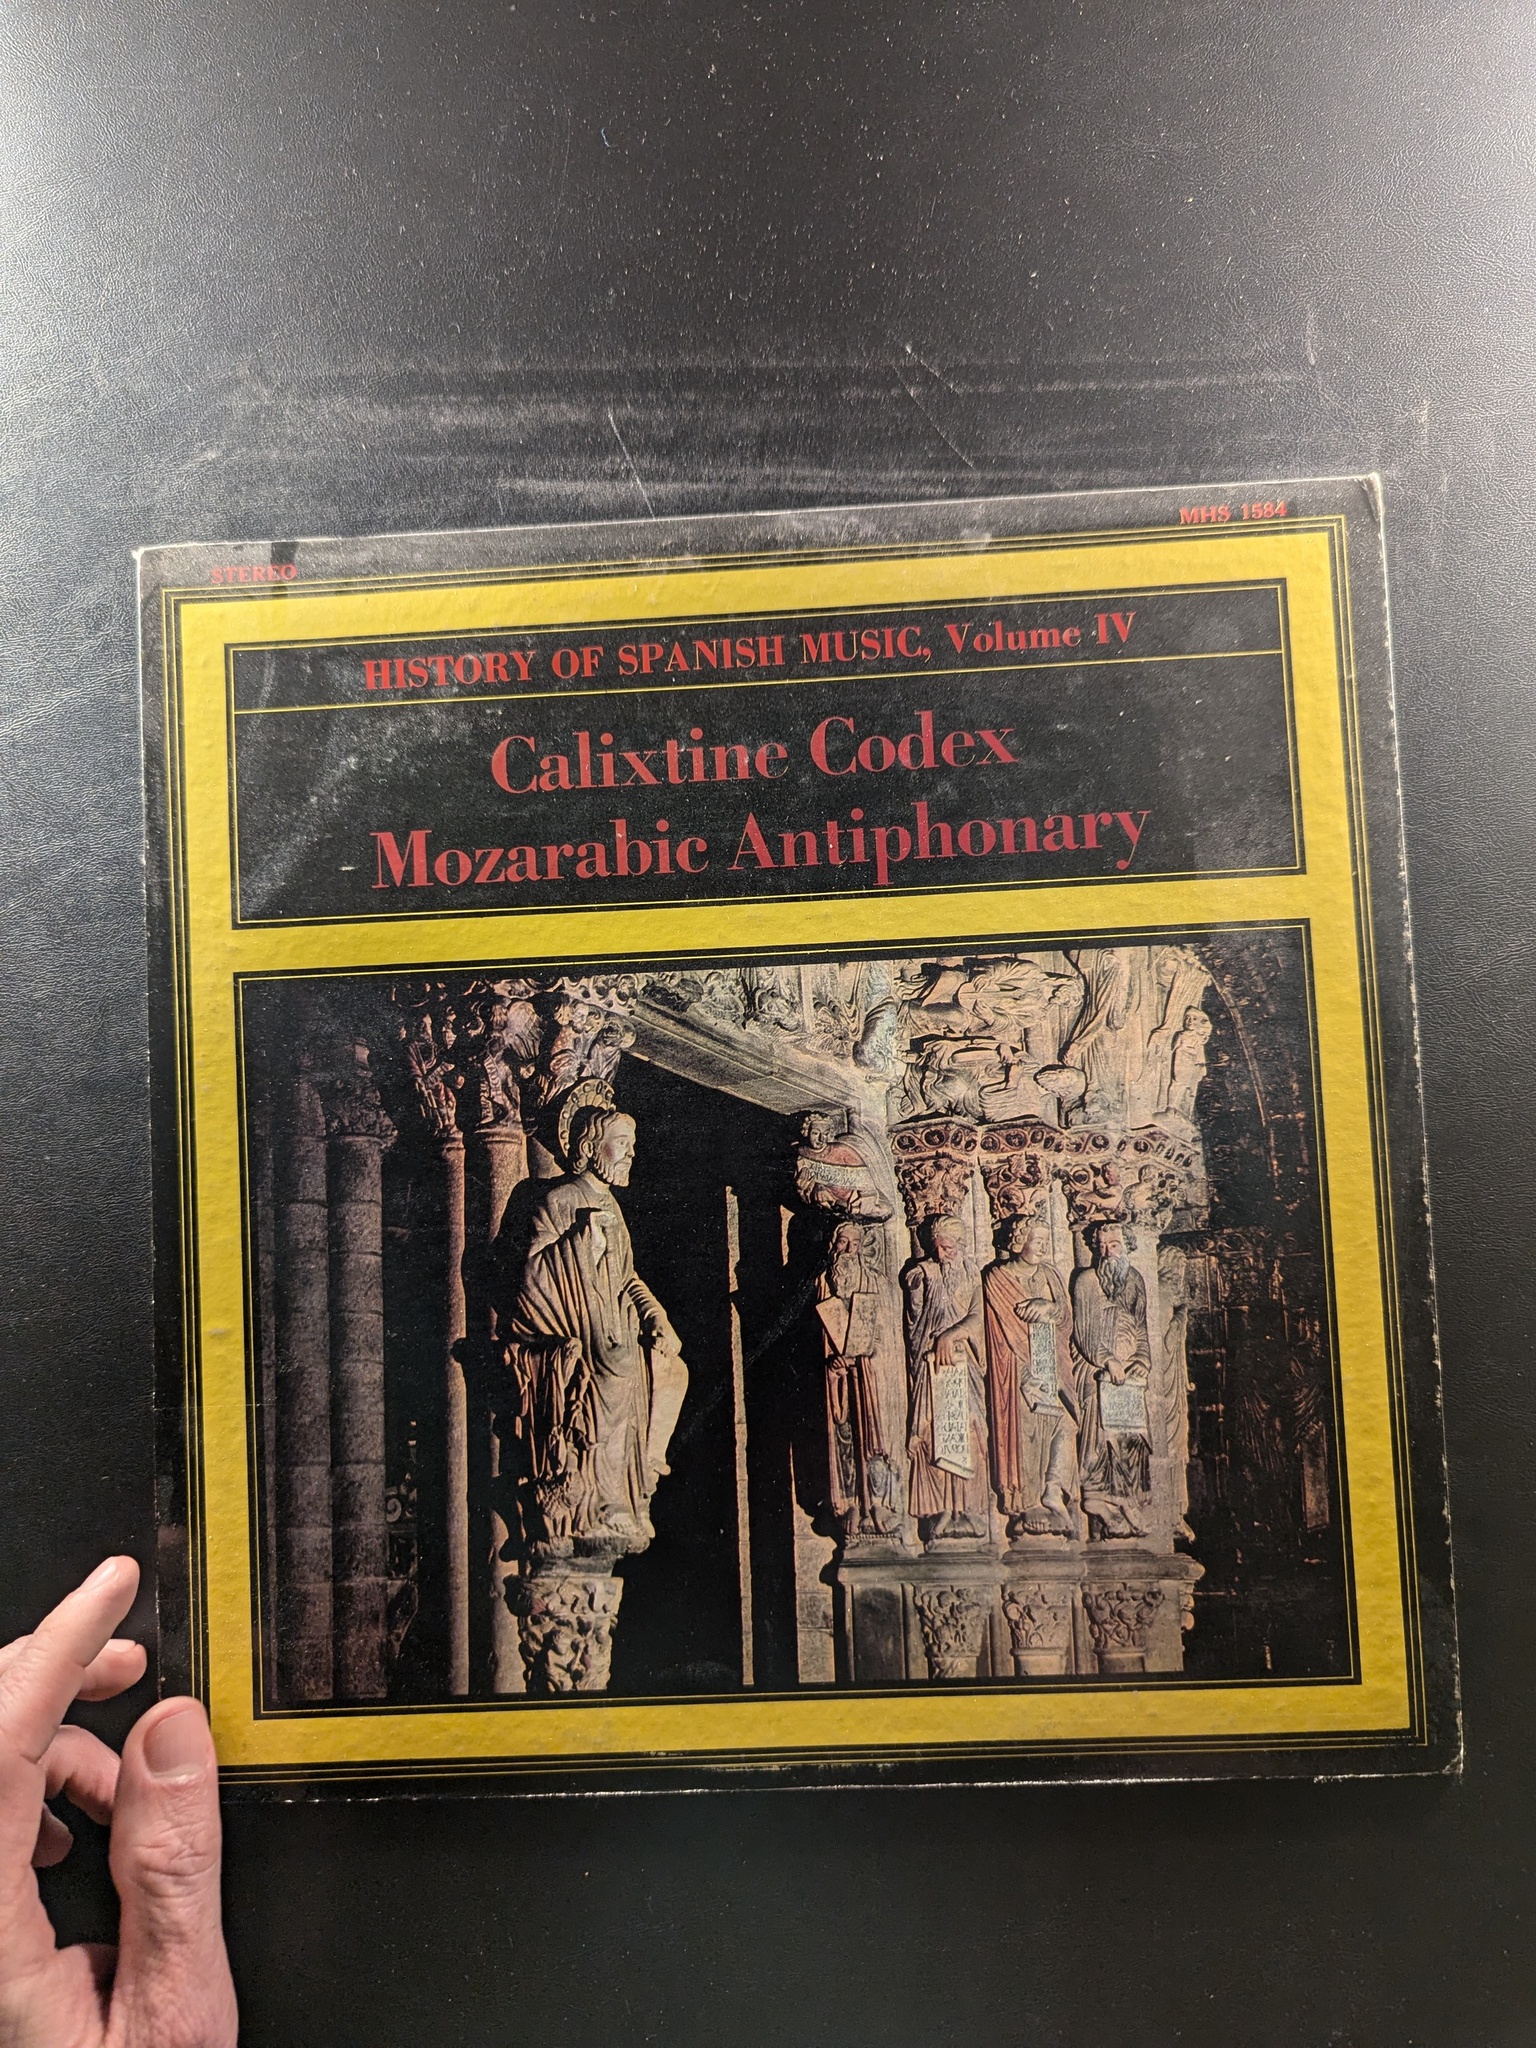 STEREO
MHS 1584
HISTORY OF SPANISH MUSIC, Volume IV
Calixtine Codex
Mozarabic Antiphonary